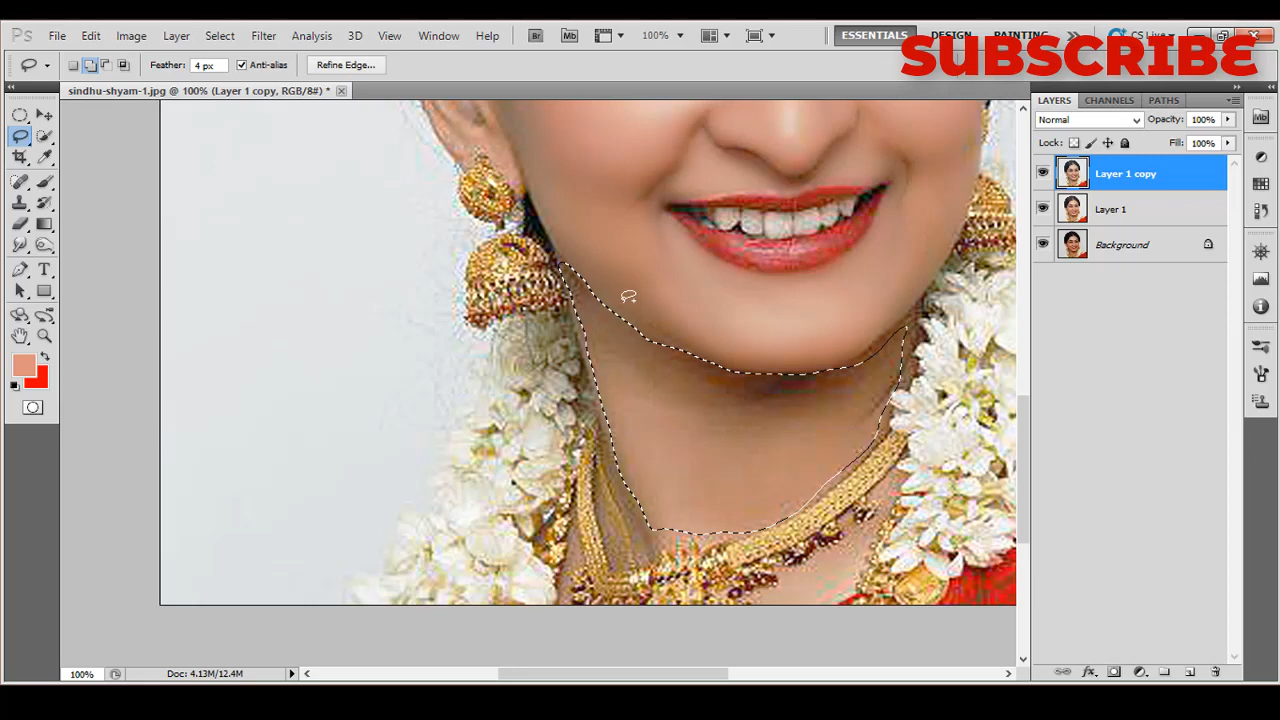 Ps File Edit Image Layer Select Filter Analysis 3D View Window Help Br Mb 100% ESSENTIALS DESIGN PAINTING CS Live
SUBSCRIBE
Feather: 4 px Anti-alias Refine Edge...
sindhu-shyam-1.jpg @ 100% (Layer 1 copy, RGB/8#) *
LAYERS CHANNELS PATHS
Mb
Normal Opacity: 100%
Lock: Fill: 100%
Layer 1 copy
Layer 1
Background
T
100% Doc: 4.13M/12.4M
fx